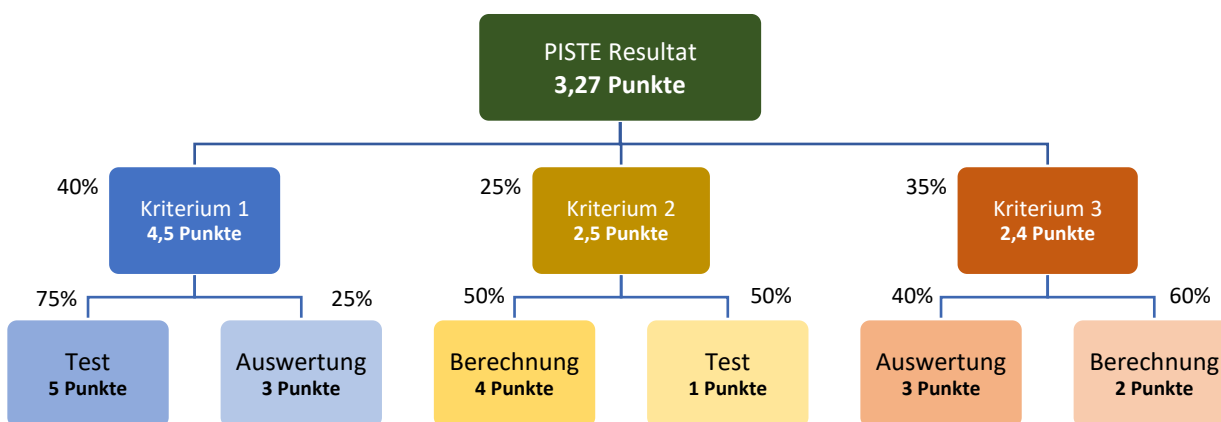 PISTE Resultat
3,27 Punkte
40%
25%
35%
Kriterium 1
4,5 Punkte
Kriterium 2
2,5 Punkte
Kriterium 3
2,4 Punkte
75%
25%
50%
50%
40%
60%
Test
5 Punkte
Auswertung
3 Punkte
Berechnung
4 Punkte
Test
1 Punkte
Auswertung
3 Punkte
Berechnung
2 Punkte